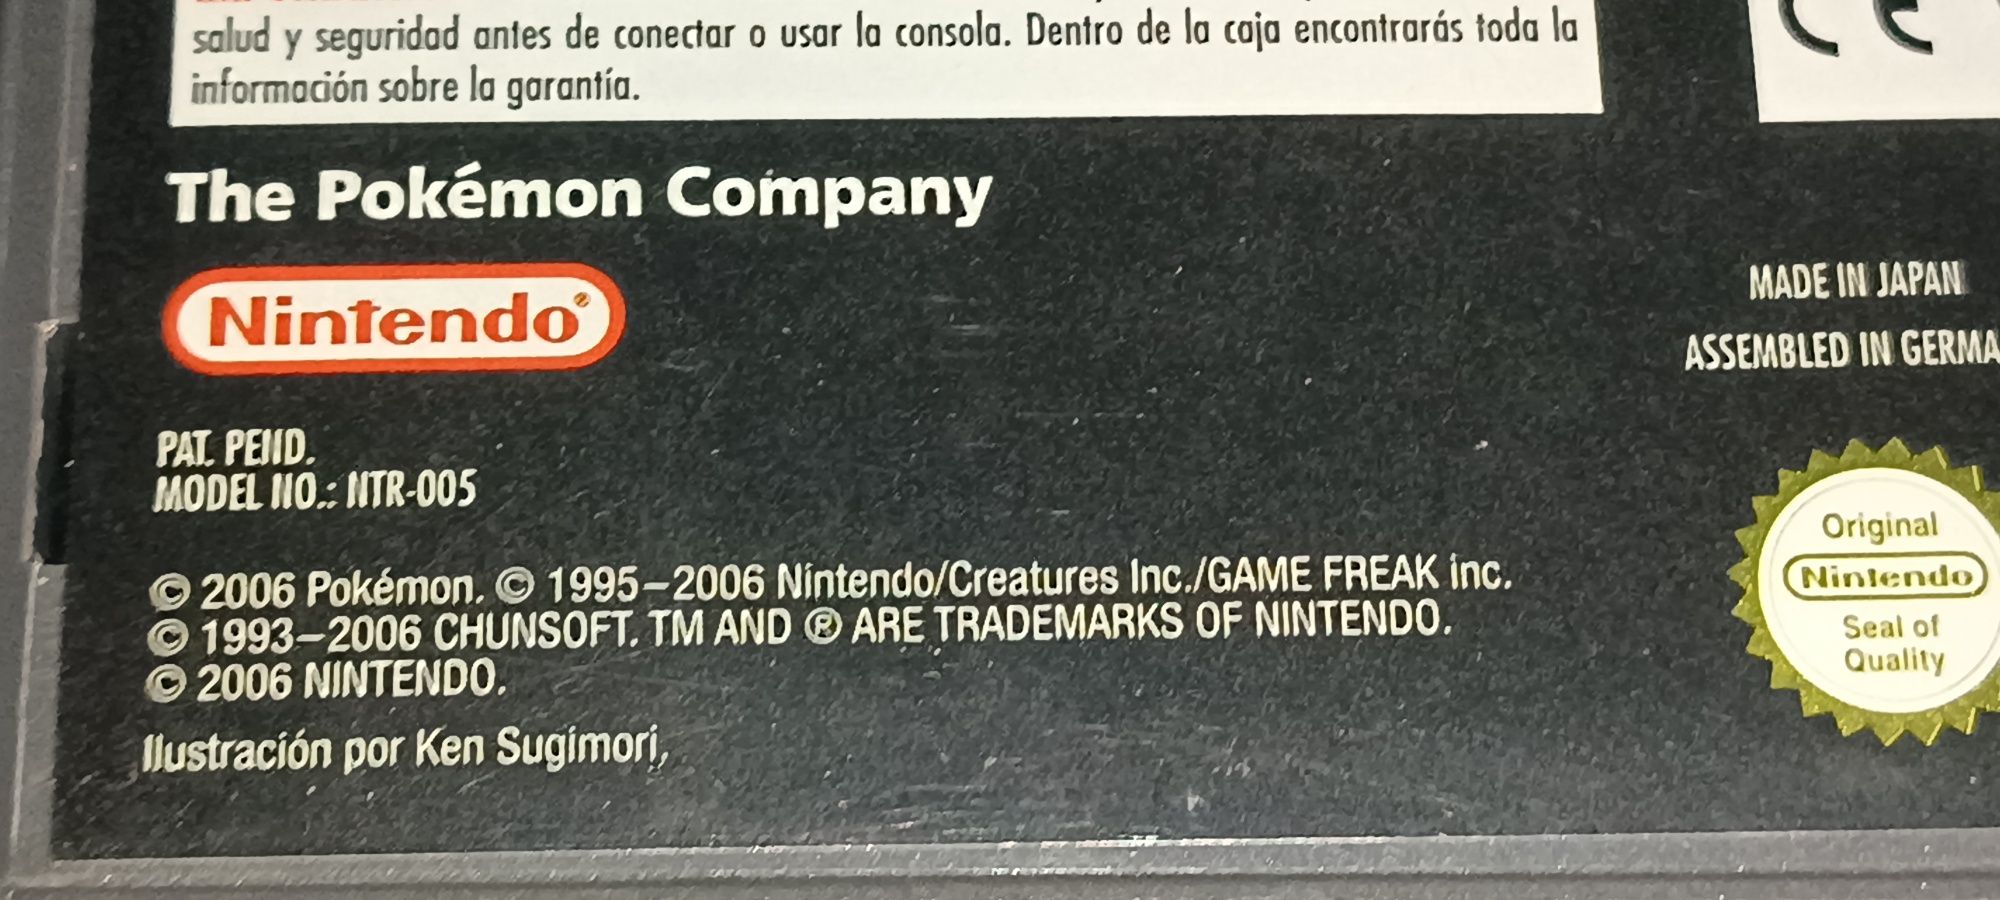 salud y seguridad antes de conectar o usar la consola. Dentro de la caja encontrarás toda la
información sobre la garantía.
CE
The Pokémon Company
Nintendo®
MADE IN JAPAN
ASSEMBLED IN GERMA
PAT. PEND.
MODEL NO.: NTR-005
Original
Nintendo
Seal of
Quality
© 2006 Pokémon. © 1995–2006 Nintendo/Creatures Inc./GAME FREAK inc.
© 1993–2006 CHUNSOFT. TM AND ® ARE TRADEMARKS OF NINTENDO.
© 2006 NINTENDO.
Ilustración por Ken Sugimori,